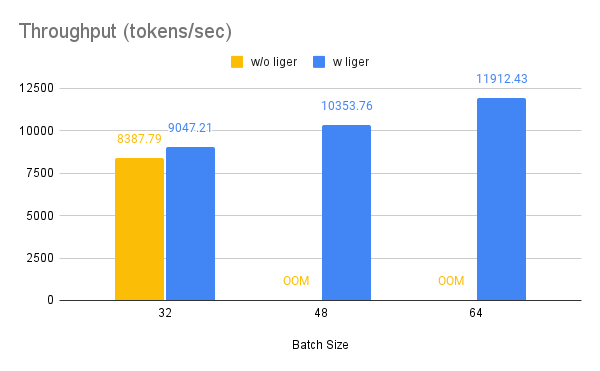 Throughput (tokens/sec)
w/o liger
w liger
12500
10000
7500
5000
2500
0
8387.79
9047.21
OOM
10353.76
OOM
11912.43
32
48
64
Batch Size